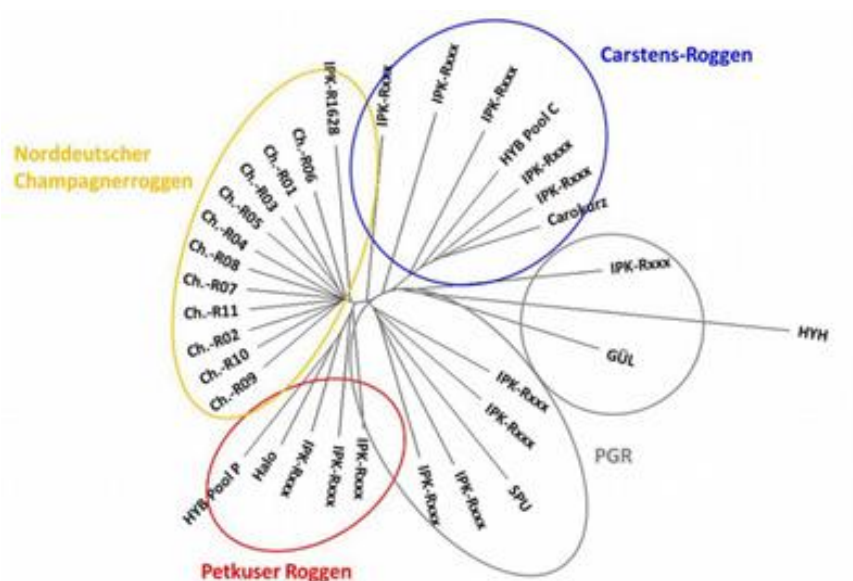 Carstens-Roggen
Norddeutscher
Champagnerroggen
IPK-R1628
IPK-Rxxx
IPK-Rxxx
IPK-Rxxx
HYB Pool C
IPK-Rxxx
IPK-Rxxx
Carokurz
Ch.-R06
Ch.-R01
Ch.-R03
Ch.-R05
Ch.-R04
Ch.-R08
Ch.-R07
Ch.-R11
Ch.-R02
Ch.-R10
Ch.-R09
IPK-Rxxx
HYH
GÜL
IPK-Rxxx
IPK-Rxxx
SPU
IPK-Rxxx
IPK-Rxxx
PGR
HYB Pool P
Halo
IPK-Rxxx
IPK-Rxxx
IPK-Rxxx
Petkuser Roggen